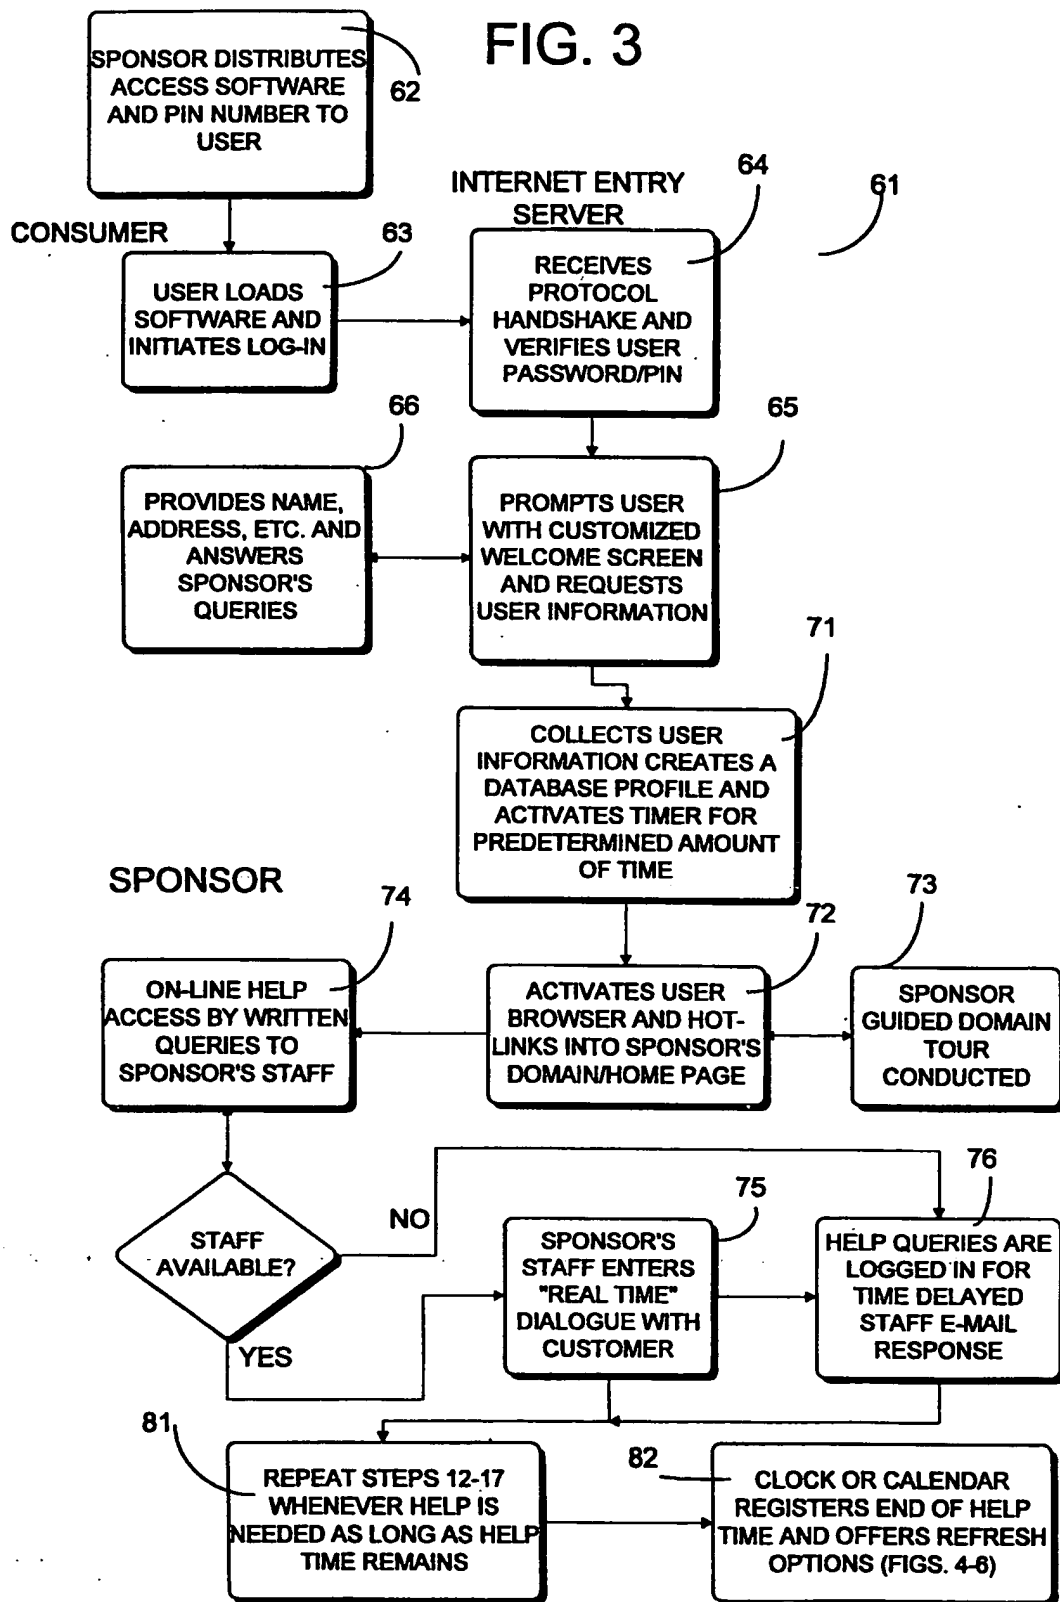 FIG. 3
SPONSOR DISTRIBUTES
ACCESS SOFTWARE
AND PIN NUMBER TO
USER
62
CONSUMER
63
USER LOADS
SOFTWARE AND
INITIATES LOG-IN
INTERNET ENTRY
SERVER
64
61
RECEIVES
PROTOCOL
HANDSHAKE AND
VERIFIES USER
PASSWORD/PIN
66
PROVIDES NAME,
ADDRESS, ETC. AND
ANSWERS
SPONSOR'S
QUERIES
65
PROMPTS USER
WITH CUSTOMIZED
WELCOME SCREEN
AND REQUESTS
USER INFORMATION
71
COLLECTS USER
INFORMATION CREATES A
DATABASE PROFILE AND
ACTIVATES TIMER FOR
PREDETERMINED AMOUNT
OF TIME
SPONSOR
74
ON-LINE HELP
ACCESS BY WRITTEN
QUERIES TO
SPONSOR'S STAFF
72
ACTIVATES USER
BROWSER AND HOT-
LINKS INTO SPONSOR'S
DOMAIN/HOME PAGE
73
SPONSOR
GUIDED DOMAIN
TOUR
CONDUCTED
STAFF
AVAILABLE?
NO
YES
75
SPONSOR'S
STAFF ENTERS
"REAL TIME"
DIALOGUE WITH
CUSTOMER
76
HELP QUERIES ARE
LOGGED IN FOR
TIME DELAYED
STAFF E-MAIL
RESPONSE
81
REPEAT STEPS 12-17
WHENEVER HELP IS
NEEDED AS LONG AS HELP
TIME REMAINS
82
CLOCK OR CALENDAR
REGISTERS END OF HELP
TIME AND OFFERS REFRESH
OPTIONS (FIGS. 4-6)